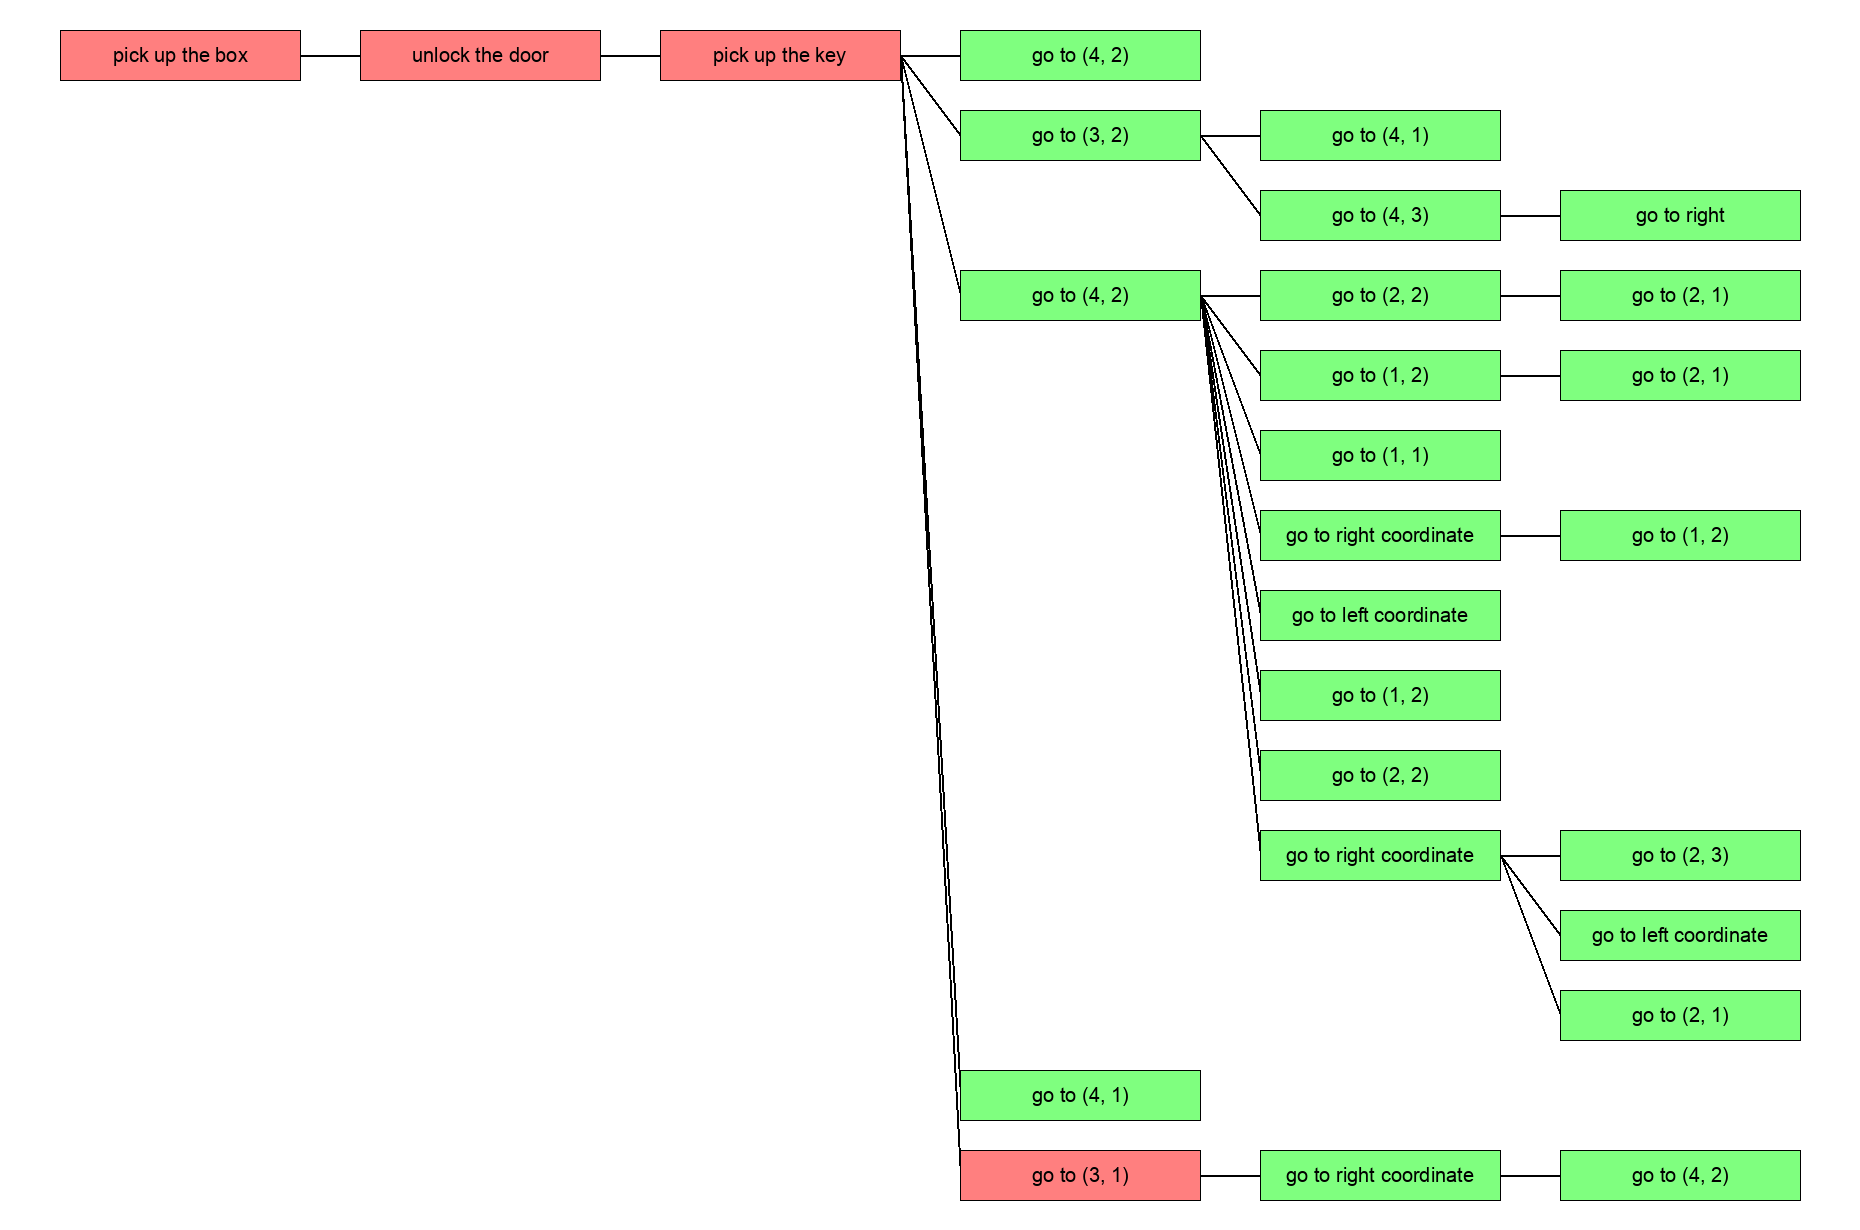 pick up the box
unlock the door
pick up the key
go to (4, 2)
go to (3, 2)
go to (4, 1)
go to (4, 3)
go to right
go to (4, 2)
go to (2, 2)
go to (2, 1)
go to (1, 2)
go to (2, 1)
go to (1, 1)
go to right coordinate
go to (1, 2)
go to left coordinate
go to (1, 2)
go to (2, 2)
go to right coordinate
go to (2, 3)
go to left coordinate
go to (2, 1)
go to (4, 1)
go to (3, 1)
go to right coordinate
go to (4, 2)